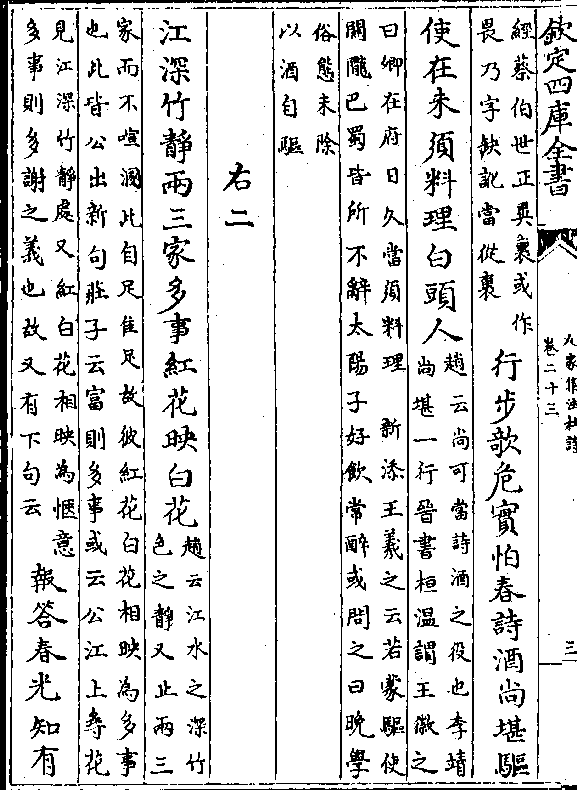 欽定四庫全書
九家集注杜詩
卷二十三
三
經蔡伯世正異裹或作
畏乃字缺訛當從裹
行步欹危實怕春詩酒尚堪驅
使在未須料理白頭人
趙云尚可當詩酒之役也李靖
尚堪一行晉書桓温謂王徽之
曰卿在府日久當須料理 新添王羲之云若蒙驅使
關隴巴蜀皆所不辭太陽子好飲常醉或問之曰晚學
俗態未除
以酒自驅
右二
江深竹靜兩三家多事紅花映白花
趙云江水之深竹
色之靜又止兩三
家而不喧溷此自足佳足故彼紅花白花相映為多事
也此皆公出新句莊子云富則多事或云公江上尋花
見江深竹靜處又紅白花相映為愜意
多事則多謝之義也故又有下句云
報答春光知有